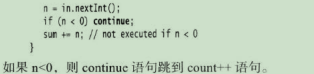 n = in.nextInt();
if (n < 0) continue;
sum += n; // not executed if n < 0
}
如果 n<0，则 continue 语句跳到 count++ 语句。